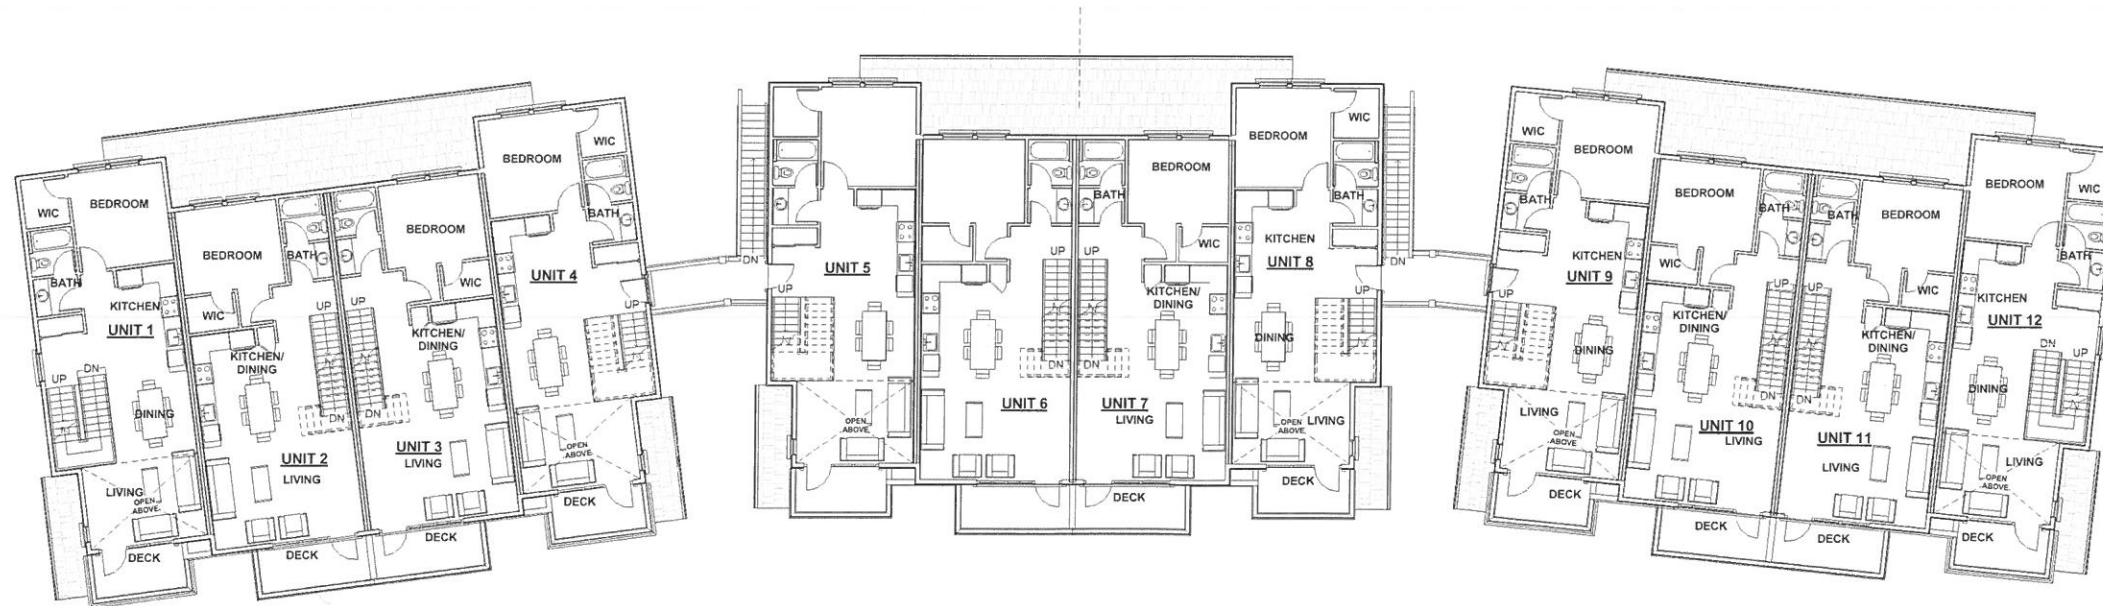 WIC
BEDROOM
BATH
KITCHEN
UNIT 1
UP
DN
DINING
LIVING
OPEN
ABOVE
DECK
BEDROOM
BATH
WIC
UP
KITCHEN/
DINING
DN
UNIT 2
LIVING
DECK
BEDROOM
WIC
UP
KITCHEN/
DINING
DN
UNIT 3
LIVING
DECK
WIC
BEDROOM
BATH
UNIT 4
UP
OPEN
ABOVE
DECK
DN
UNIT 5
UP
OPEN
ABOVE
UP
DN
UNIT 6
BATH
BEDROOM
WIC
UP
KITCHEN/
DINING
DN
UNIT 7
LIVING
DECK
WIC
BEDROOM
BATH
KITCHEN
UNIT 8
UP
DINING
OPEN
ABOVE
LIVING
DECK
DN
WIC
BEDROOM
BATH
KITCHEN
UNIT 9
UP
DINING
LIVING
OPEN
ABOVE
DECK
BEDROOM
BATH
WIC
UP
KITCHEN/
DINING
DN
UNIT 10
LIVING
DECK
BATH
BEDROOM
WIC
UP
KITCHEN/
DINING
DN
UNIT 11
LIVING
DECK
BEDROOM
WIC
BATH
KITCHEN
UNIT 12
DN
UP
DINING
LIVING
OPEN
ABOVE
DECK